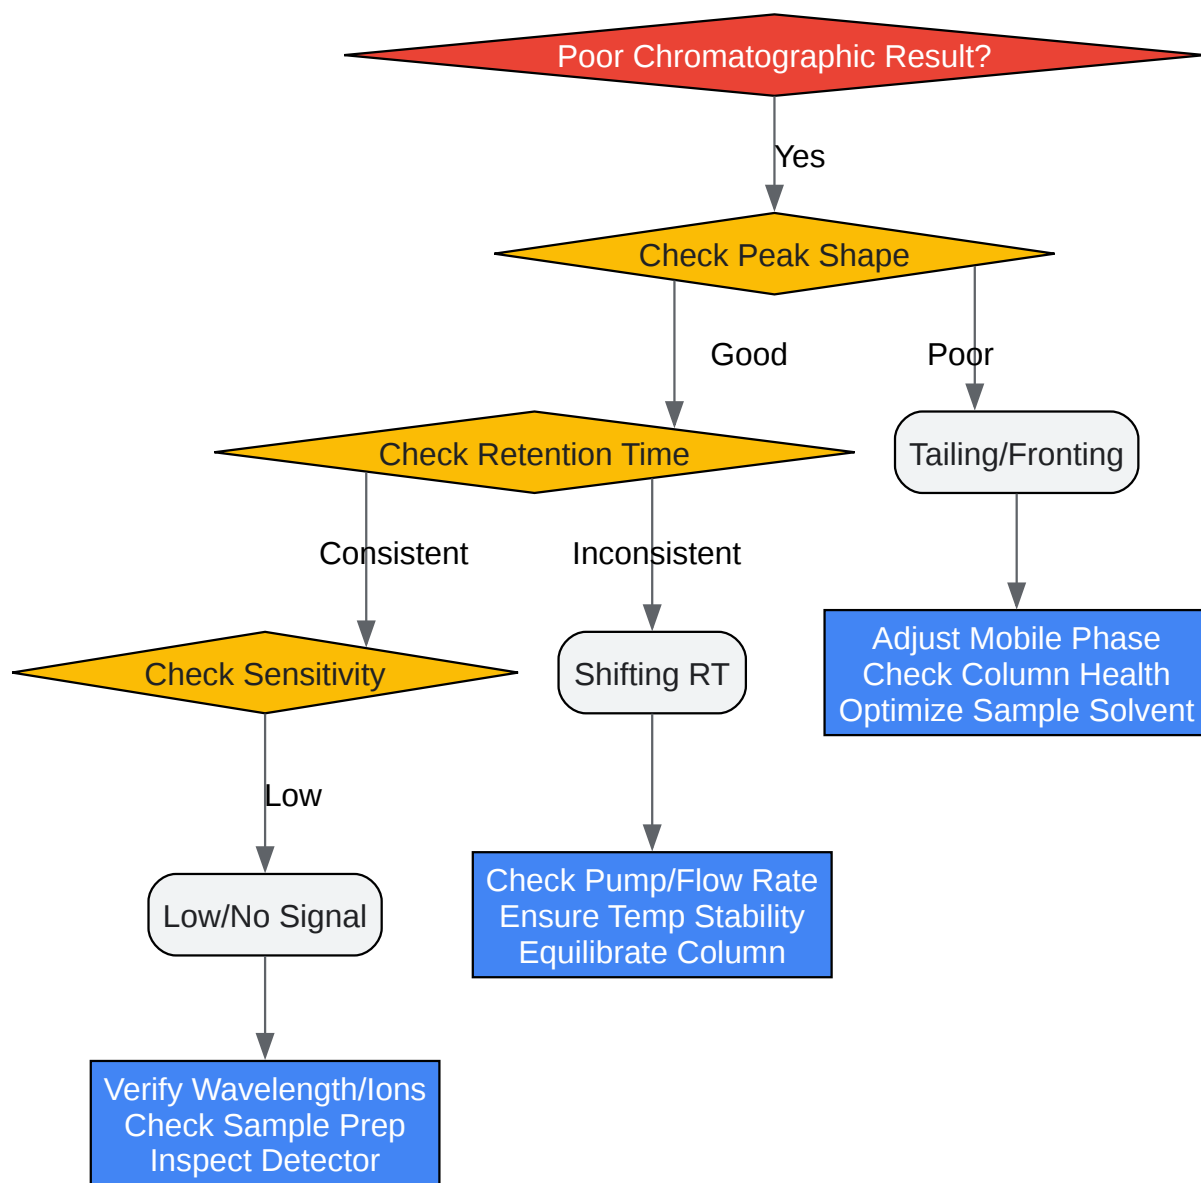 Poor Chromatographic Result?
Yes
Check Peak Shape
Good
Poor
Check Retention Time
Tailing/Fronting
Consistent
Inconsistent
Adjust Mobile Phase
Check Column Health
Optimize Sample Solvent
Check Sensitivity
Shifting RT
Low
Check Pump/Flow Rate
Ensure Temp Stability
Equilibrate Column
Low/No Signal
Verify Wavelength/Ions
Check Sample Prep
Inspect Detector